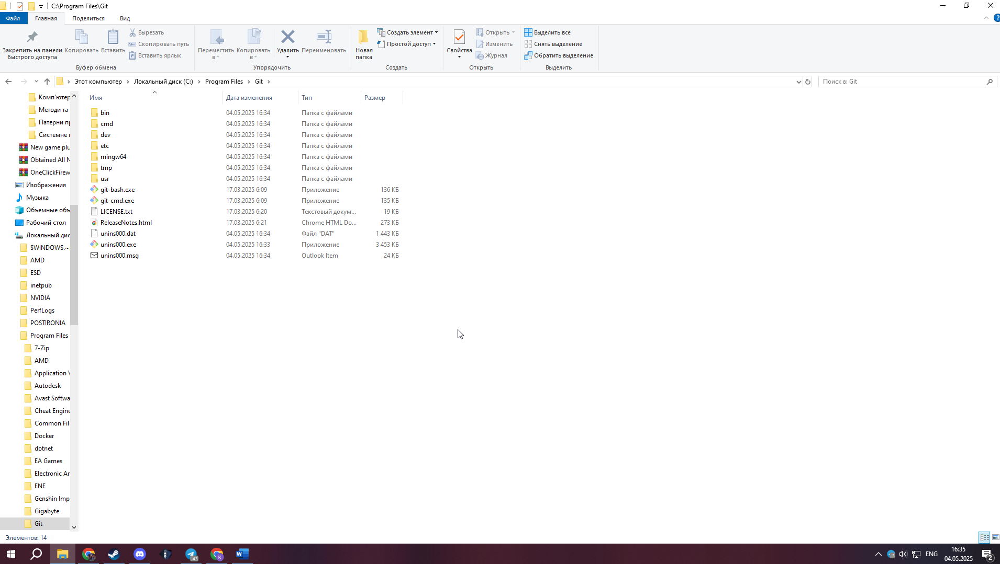 C:\Program Files\Git
Файл Главная Поделиться Вид
Закрепить на панели быстрого доступа
Копировать
Вставить
Вырезать
Скопировать путь
Вставить ярлык
Буфер обмена
Переместить в
Копировать в
Удалить
Переименовать
Упорядочить
Новая папка
Создать элемент
Простой доступ
Создать
Свойства
Открыть
Изменить
Журнал
Открыть
Выделить все
Снять выделение
Обратить выделение
Выделить
Этот компьютер > Локальный диск (C:) > Program Files > Git >
Поиск в: Git
Комп'ютер
Методи та
Патерни пр
Системне
New game plu
Obtained All N
OneClickFirew
Изображения
Музыка
Объемные объ
Рабочий стол
Локальный дис
$WINDOWS.~
AMD
ESD
inetpub
NVIDIA
PerfLogs
POSTIRONIA
Program Files
7-Zip
AMD
Application V
Autodesk
Avast Softwa
Cheat Engine
Common Fil
Docker
dotnet
EA Games
Electronic Ar
ENE
Genshin Imp
Gigabyte
Git
Имя Дата изменения Тип Размер
bin 04.05.2025 16:34 Папка с файлами
cmd 04.05.2025 16:34 Папка с файлами
dev 04.05.2025 16:34 Папка с файлами
etc 04.05.2025 16:34 Папка с файлами
mingw64 04.05.2025 16:34 Папка с файлами
tmp 04.05.2025 16:34 Папка с файлами
usr 04.05.2025 16:34 Папка с файлами
git-bash.exe 17.03.2025 6:09 Приложение 136 КБ
git-cmd.exe 17.03.2025 6:09 Приложение 135 КБ
LICENSE.txt 17.03.2025 6:20 Текстовый докум... 19 КБ
ReleaseNotes.html 17.03.2025 6:21 Chrome HTML Do... 273 КБ
unins000.dat 04.05.2025 16:34 Файл "DAT" 1 443 КБ
unins000.exe 04.05.2025 16:33 Приложение 3 453 КБ
unins000.msg 04.05.2025 16:34 Outlook Item 24 КБ
Элементов: 14
43
K
W
ENG
16:35
04.05.2025
2